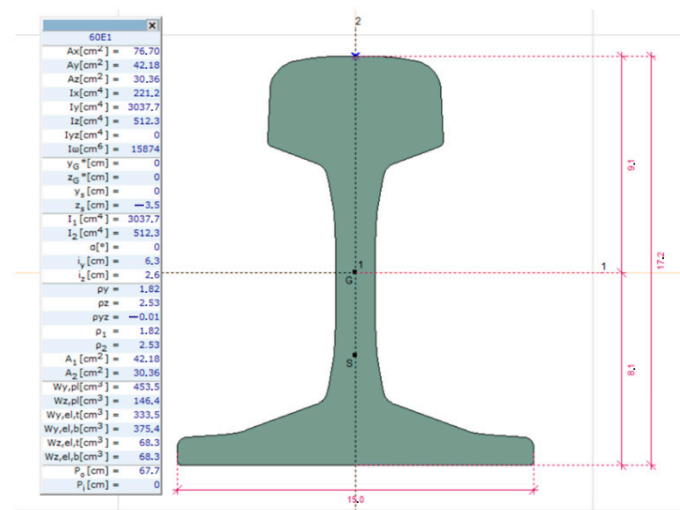 60E1
Ax[cm²] = 76.70
Ay[cm²] = 42.18
Az[cm²] = 30.36
Ix[cm⁴] = 221.2
Iy[cm⁴] = 3037.7
Iz[cm⁴] = 512.3
Iyz[cm⁴] = 0
Iω[cm⁶] = 15874
yG*[cm] = 0
zG*[cm] = 0
ys[cm] = 0
zs[cm] = −3.5
I1[cm⁴] = 3037.7
I2[cm⁴] = 512.3
α[°] = 0
iy[cm] = 6.3
iz[cm] = 2.6
ρy = 1.82
ρz = 2.53
ρyz = −0.01
ρ1 = 1.82
ρ2 = 2.53
A1[cm²] = 42.18
A2[cm²] = 30.36
Wy,pl[cm³] = 453.5
Wz,pl[cm³] = 146.4
Wy,el,t[cm³] = 333.5
Wy,el,b[cm³] = 375.4
Wz,el,t[cm³] = 68.3
Wz,el,b[cm³] = 68.3
Po[cm] = 67.7
Pi[cm] = 0
2
1
G
1
S
9.1
17.2
8.1
15.0